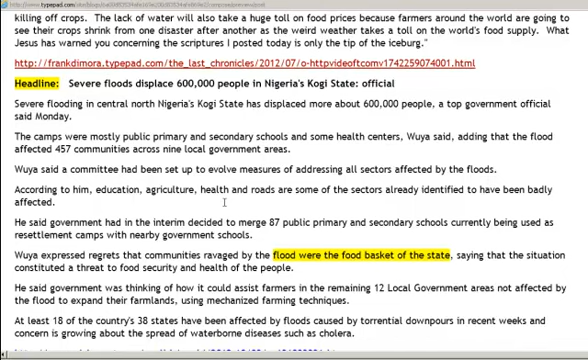 killing off crops. The lack of water will also take a huge toll on food prices because farmers around the world are going to
see their crops shrink from one disaster after another as the weird weather takes a toll on the world's food supply. What
Jesus has warned you concerning the scriptures I posted today is only the tip of the iceburg."
http://frankdimora.typepad.com/the_last_chronicles/2012/07/o-httpvideoftcomv1742259074001.html
Headline: Severe floods displace 600,000 people in Nigeria's Kogi State: official
Severe flooding in central north Nigeria's Kogi State has displaced more about 600,000 people, a top government official
said Monday.
The camps were mostly public primary and secondary schools and some health centers, Wuya said, adding that the flood
affected 457 communities across nine local government areas.
Wuya said a committee had been set up to evolve measures of addressing all sectors affected by the floods.
According to him, education, agriculture, health and roads are some of the sectors already identified to have been badly
affected.
He said government had in the interim decided to merge 87 public primary and secondary schools currently being used as
resettlement camps with nearby government schools.
Wuya expressed regrets that communities ravaged by the flood were the food basket of the state, saying that the situation
constituted a threat to food security and health of the people.
He said government was thinking of how it could assist farmers in the remaining 12 Local Government areas not affected by
the flood to expand their farmlands, using mechanized farming techniques.
At least 18 of the country's 38 states have been affected by floods caused by torrential downpours in recent weeks and
concern is growing about the spread of waterborne diseases such as cholera.